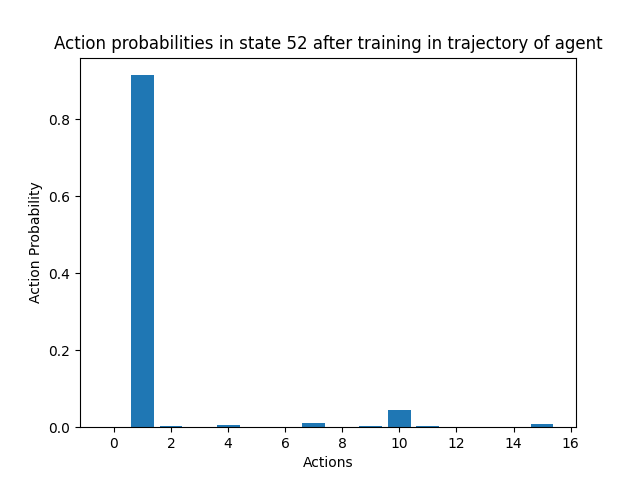 Action probabilities in state 52 after training in trajectory of agent
Action Probability
0.8
0.6
0.4
0.2
0.0
0 2 4 6 8 10 12 14 16
Actions